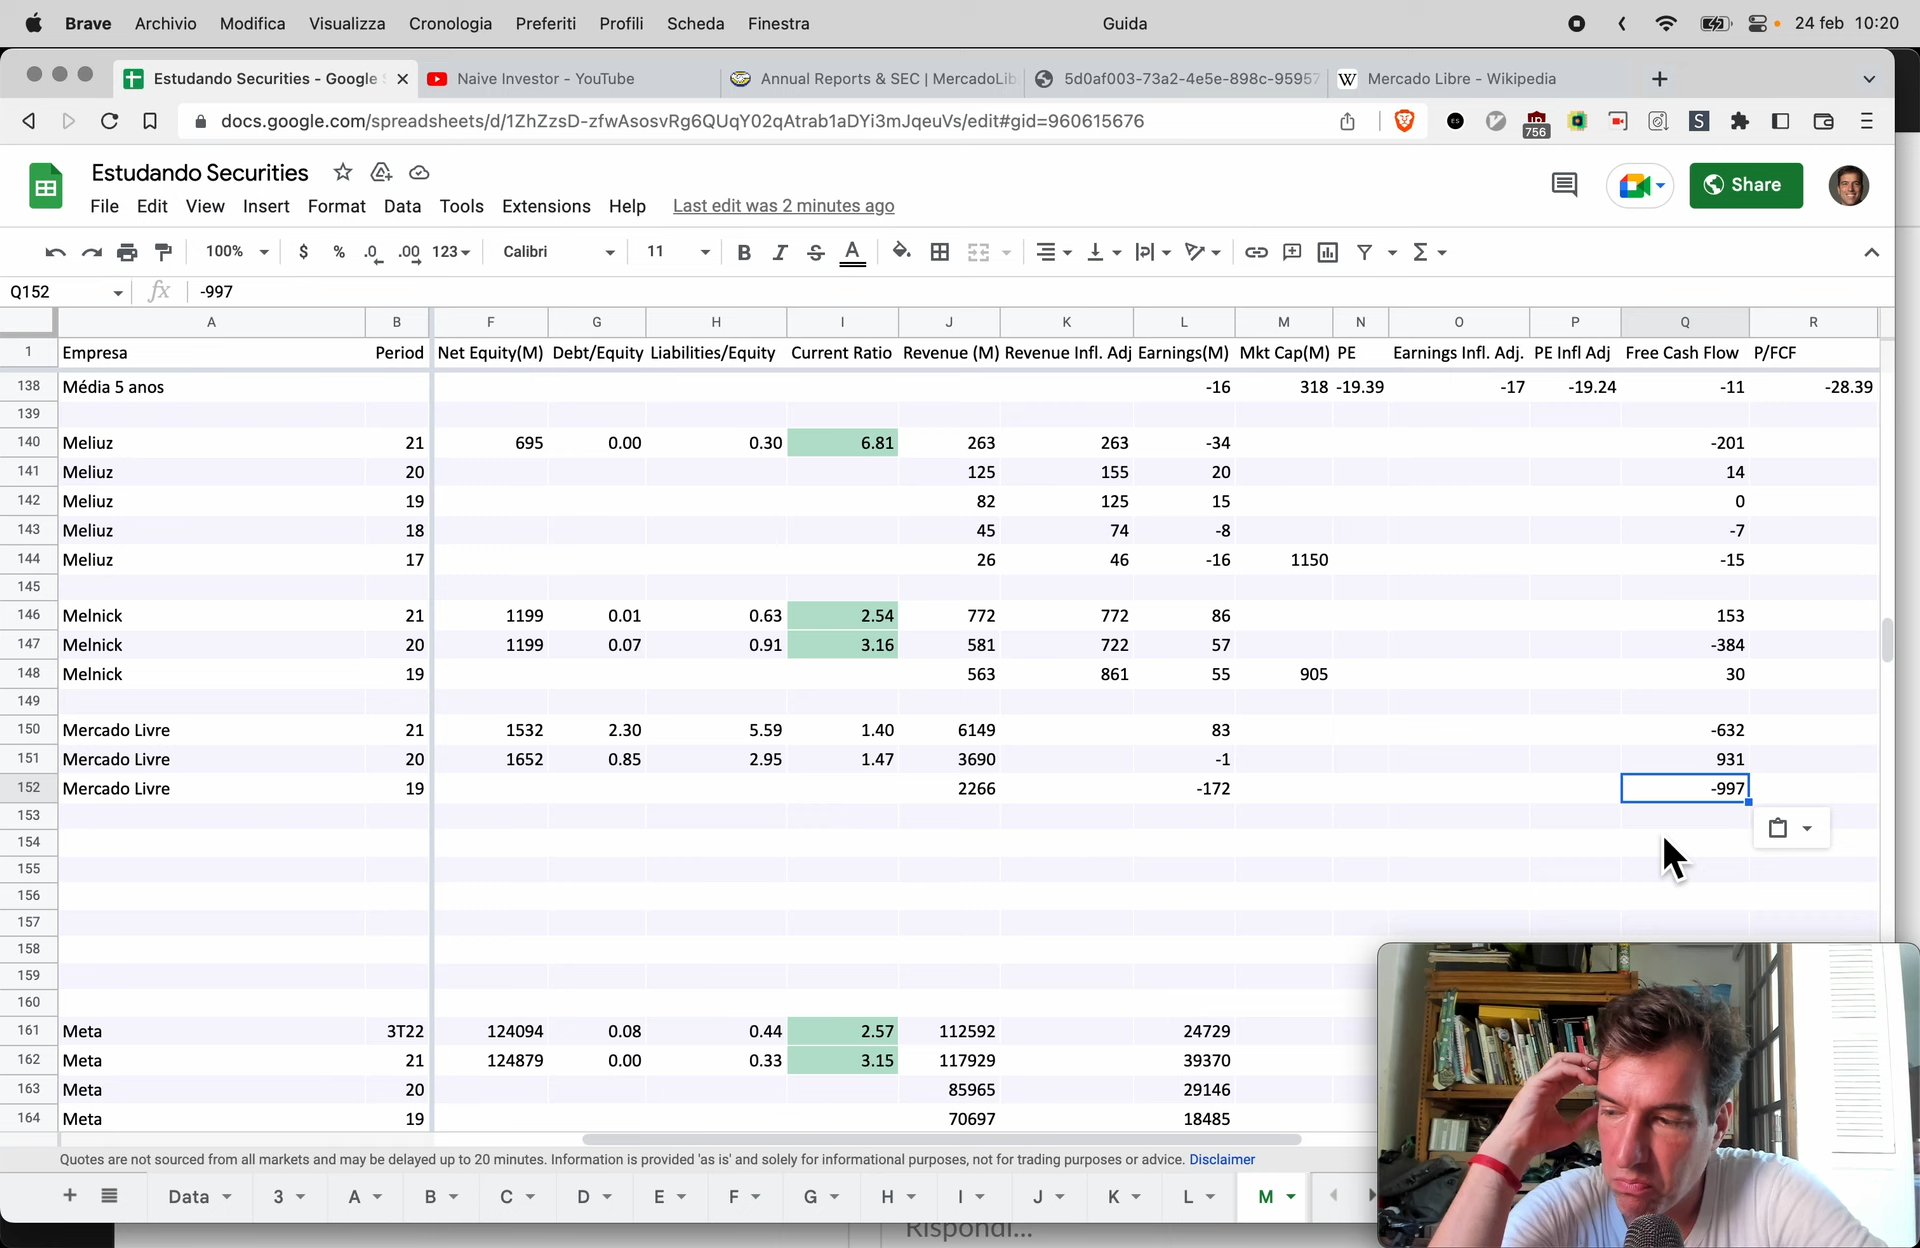 Brave Archivio Modifica Visualizza Cronologia Preferiti Profili Scheda Finestra Guida 24 feb 10:20
Estudando Securities - Google S Naive Investor - YouTube Annual Reports & SEC | MercadoLib 5d0af003-73a2-4e5e-898c-95957 Mercado Libre - Wikipedia
docs.google.com/spreadsheets/d/1ZhZzsD-zfwAsosvRg6QUqY02qAtrab1aDYi3mJqeuVs/edit#gid=960615676 756
Estudando Securities Share
File Edit View Insert Format Data Tools Extensions Help Last edit was 2 minutes ago
100% $ % .0 .00 123 Calibri 11
Q152 fx -997
A B F G H I J K L M N O P Q R
1 Empresa Period Net Equity(M) Debt/Equity Liabilities/Equity Current Ratio Revenue (M) Revenue Infl. Adj Earnings(M) Mkt Cap(M) PE Earnings Infl. Adj. PE Infl Adj Free Cash Flow P/FCF
138 Média 5 anos -16 318 -19.39 -17 -19.24 -11 -28.39
139
140 Meliuz 21 695 0.00 0.30 6.81 263 263 -34 -201
141 Meliuz 20 125 155 20 14
142 Meliuz 19 82 125 15 0
143 Meliuz 18 45 74 -8 -7
144 Meliuz 17 26 46 -16 1150 -15
145
146 Melnick 21 1199 0.01 0.63 2.54 772 772 86 153
147 Melnick 20 1199 0.07 0.91 3.16 581 722 57 -384
148 Melnick 19 563 861 55 905 30
149
150 Mercado Livre 21 1532 2.30 5.59 1.40 6149 83 -632
151 Mercado Livre 20 1652 0.85 2.95 1.47 3690 -1 931
152 Mercado Livre 19 2266 -172 -997
153
154
155
156
157
158
159
160
161 Meta 3T22 124094 0.08 0.44 2.57 112592 24729
162 Meta 21 124879 0.00 0.33 3.15 117929 39370
163 Meta 20 85965 29146
164 Meta 19 70697 18485
Quotes are not sourced from all markets and may be delayed up to 20 minutes. Information is provided 'as is' and solely for informational purposes, not for trading purposes or advice. Disclaimer
Data 3 A B C D E F G H I J K L M
Rispondi...